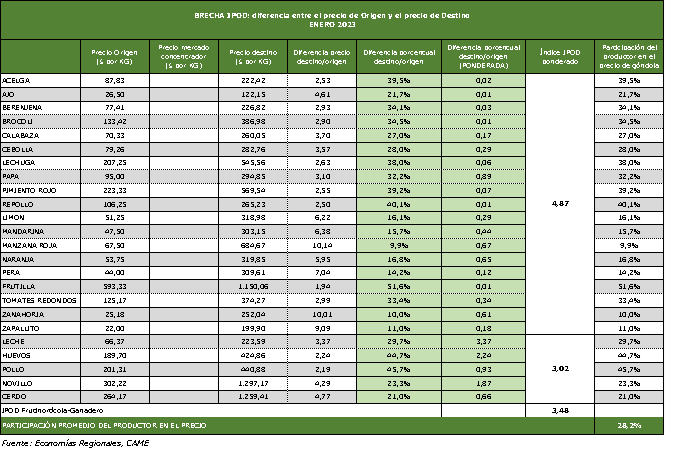 BRECHA IPOD: diferencia entre el precio de Origen y el precio de Destino
ENERO 2023
Precio Origen ($ por KG) Precio mercado concentrador ($ por KG) Precio destino ($ por KG) Diferencia precio destino/origen Diferencia porcentual destino/origen Diferencia porcentual destino/origen (PONDERADA) Índice IPOD ponderado Participación del productor en el precio de góndola
ACELGA 87,83 222,42 2,53 39,5% 0,02 39,5%
AJO 26,50 122,15 4,61 21,7% 0,01 21,7%
BERENJENA 77,41 226,82 2,93 34,1% 0,03 34,1%
BROCOLI 133,42 386,98 2,90 34,5% 0,01 34,5%
CALABAZA 70,33 260,05 3,70 27,0% 0,17 27,0%
CEBOLLA 79,26 282,76 3,57 28,0% 0,29 28,0%
LECHUGA 207,25 545,56 2,63 38,0% 0,06 38,0%
PAPA 95,00 294,85 3,10 32,2% 0,89 32,2%
PIMIENTO ROJO 223,33 569,54 2,55 39,2% 0,07 39,2%
REPOLLO 106,25 265,23 2,50 40,1% 0,01 40,1%
4,87
LIMON 51,25 318,98 6,22 16,1% 0,29 16,1%
MANDARINA 47,50 303,15 6,38 15,7% 0,44 15,7%
MANZANA ROJA 67,50 684,67 10,14 9,9% 0,67 9,9%
NARANJA 53,75 319,85 5,95 16,8% 0,65 16,8%
PERA 44,00 309,61 7,04 14,2% 0,12 14,2%
FRUTILLA 593,33 1.150,06 1,94 51,6% 0,01 51,6%
TOMATES REDONDOS 125,17 374,27 2,99 33,4% 0,34 33,4%
ZANAHORIA 25,18 252,04 10,01 10,0% 0,61 10,0%
ZAPALLITO 22,00 199,90 9,09 11,0% 0,18 11,0%
LECHE 66,37 223,59 3,37 29,7% 3,37 29,7%
HUEVOS 189,70 424,86 2,24 44,7% 2,24 44,7%
POLLO 201,31 440,88 2,19 45,7% 0,93 45,7%
3,02
NOVILLO 302,22 1.297,17 4,29 23,3% 1,87 23,3%
CERDO 264,17 1.259,41 4,77 21,0% 0,66 21,0%
IPOD Frutihortícola-Ganadero 3,48
PARTICIPACIÓN PROMEDIO DEL PRODUCTOR EN EL PRECIO 28,2%
Fuente: Economías Regionales, CAME